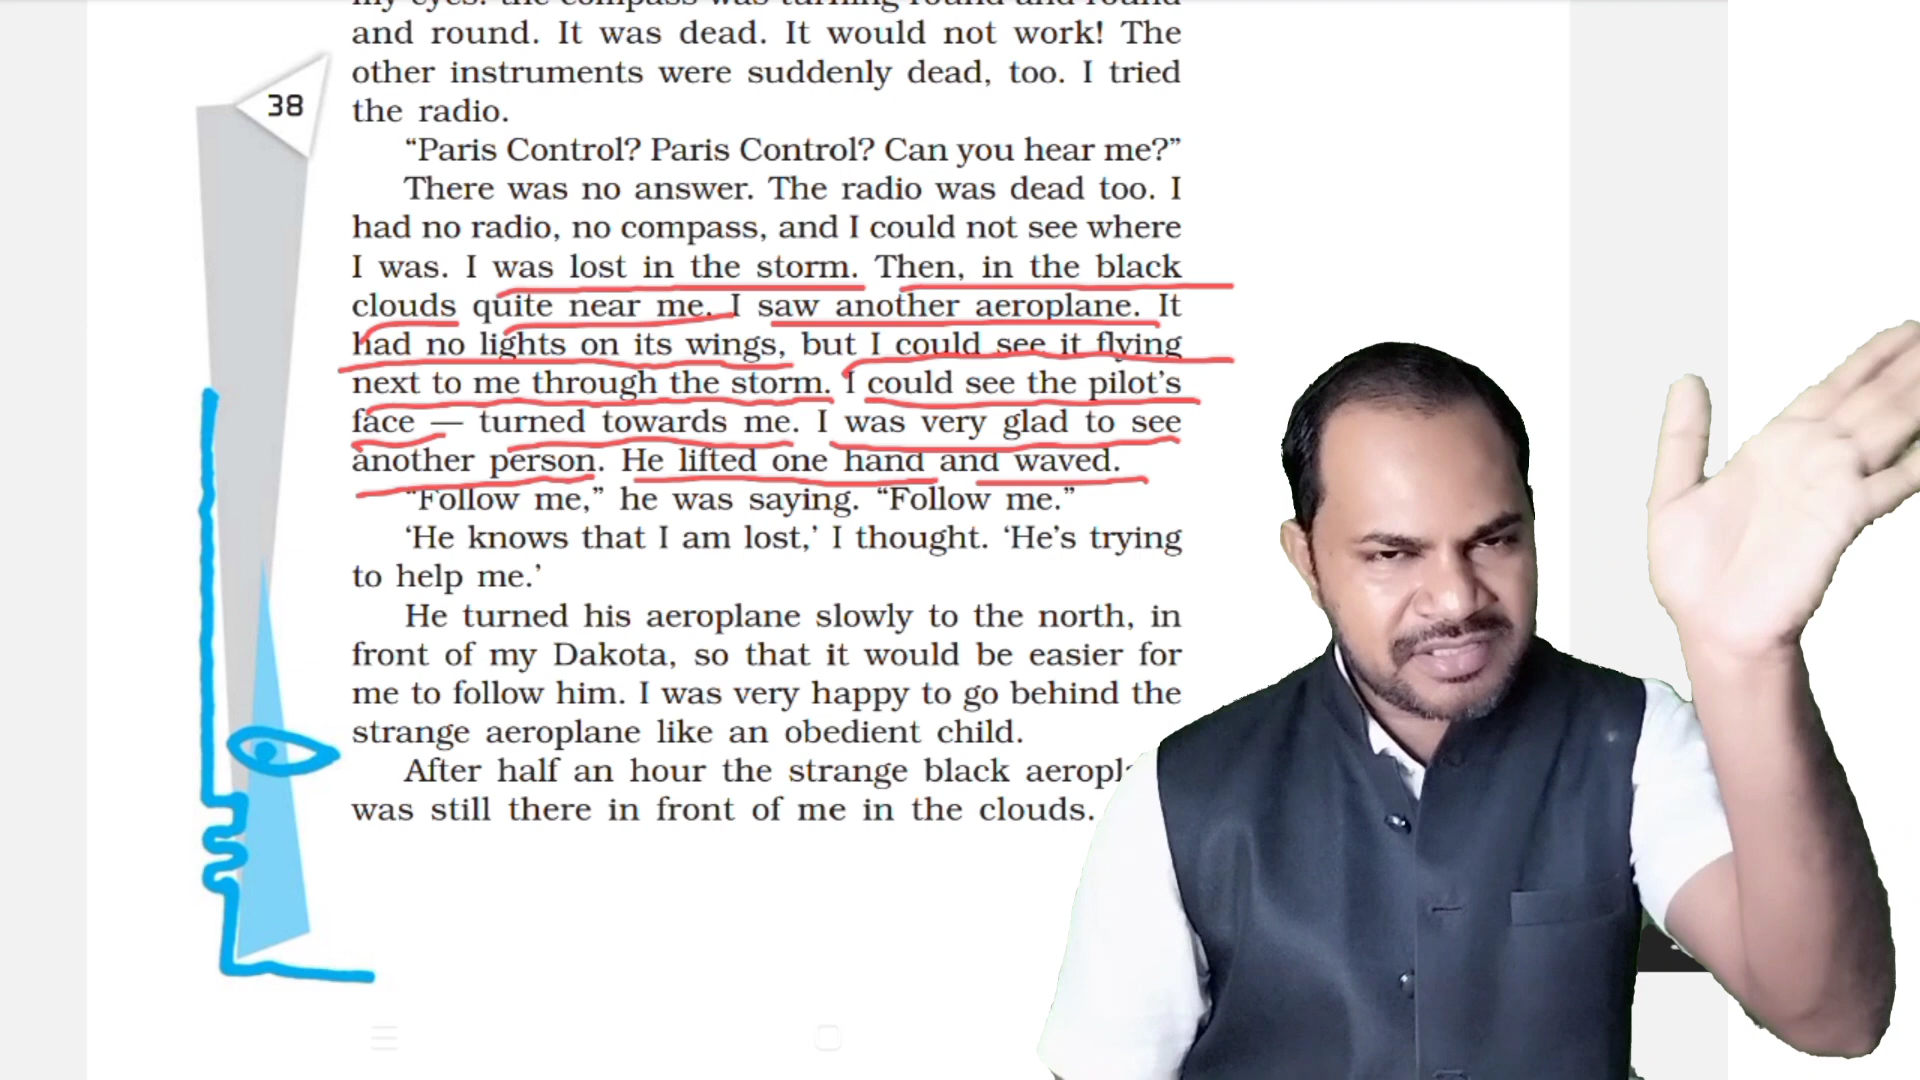 my eyes: the compass was turning round and round
and round. It was dead. It would not work! The
other instruments were suddenly dead, too. I tried
38
the radio.
“Paris Control? Paris Control? Can you hear me?”
There was no answer. The radio was dead too. I
had no radio, no compass, and I could not see where
I was. I was lost in the storm. Then, in the black
clouds quite near me, I saw another aeroplane. It
had no lights on its wings, but I could see it flying
next to me through the storm. I could see the pilot’s
face — turned towards me. I was very glad to see
another person. He lifted one hand and waved.
“Follow me,” he was saying. “Follow me.”
‘He knows that I am lost,’ I thought. ‘He’s trying
to help me.’
He turned his aeroplane slowly to the north, in
front of my Dakota, so that it would be easier for
me to follow him. I was very happy to go behind the
strange aeroplane like an obedient child.
After half an hour the strange black
was still there in front of me in the clouds.